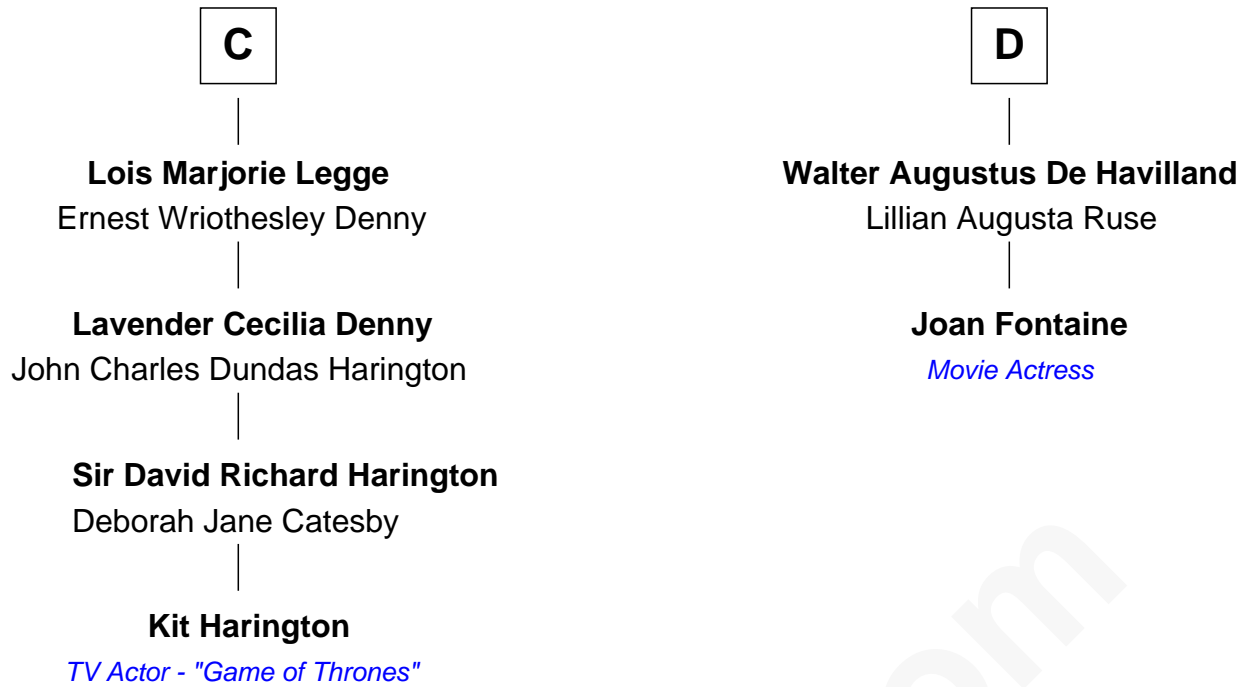 C
Lois Marjorie Legge
Ernest Wriothesley Denny
Lavender Cecilia Denny
John Charles Dundas Harington
Sir David Richard Harington
Deborah Jane Catesby
Kit Harington
TV Actor - "Game of Thrones"
D
Walter Augustus De Havilland
Lillian Augusta Ruse
Joan Fontaine
Movie Actress
om